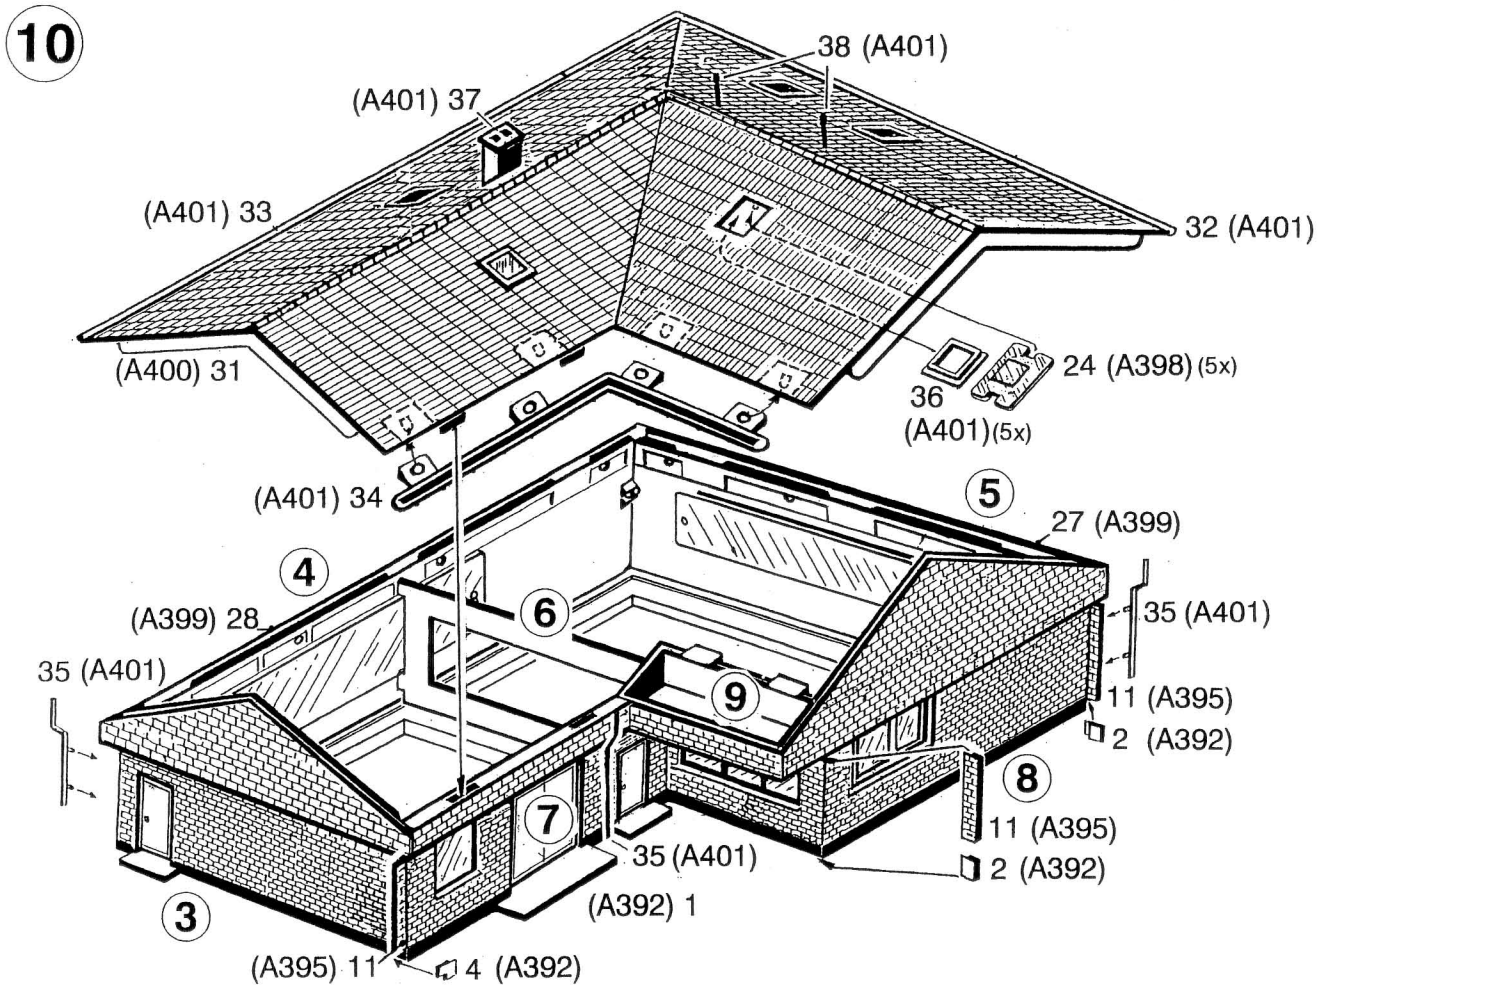 10
38 (A401)
(A401) 37
(A401) 33
32 (A401)
(A400) 31
24 (A398) (5x)
36
(A401) (5x)
(A401) 34
5
27 (A399)
4
6
(A399) 28
35 (A401)
35 (A401)
9
11 (A395)
2 (A392)
8
7
11 (A395)
35 (A401)
2 (A392)
(A392) 1
3
(A395) 11
4 (A392)